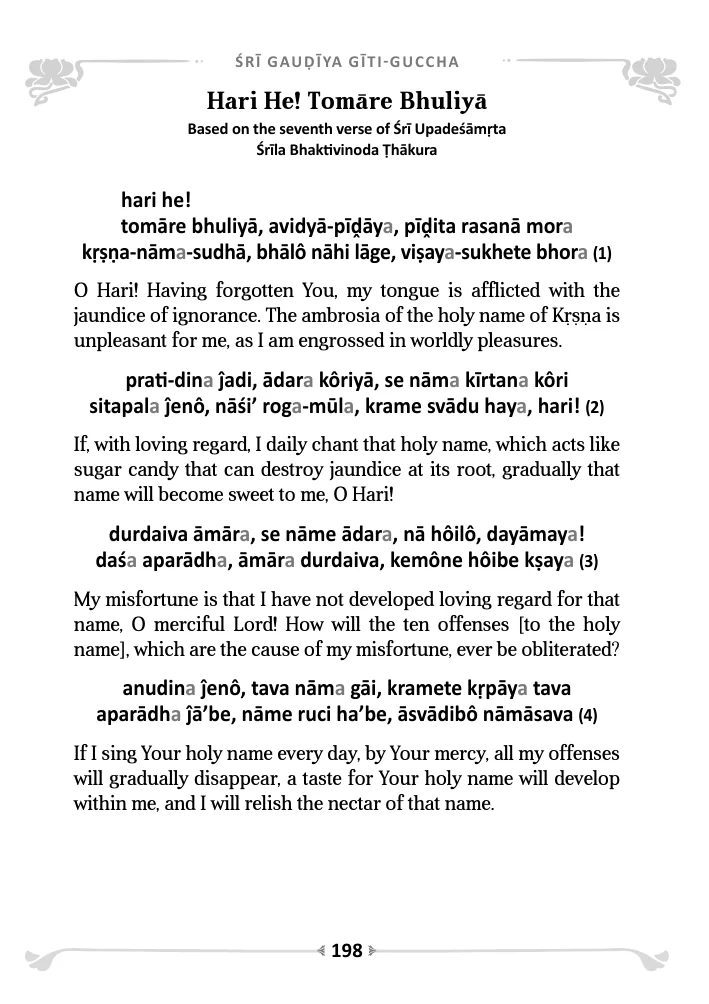 ŚRĪ GAUḌĪYA GĪTI-GUCCHA
Hari He! Tomāre Bhuliyā
Based on the seventh verse of Śrī Upadeśāmṛta
Śrīla Bhaktivinoda Ṭhākura
hari he!
tomāre bhuliyā, avidyā-pīḓāya, pīḓita rasanā mora
kṛṣṇa-nāma-sudhā, bhālô nāhi lāge, viṣaya-sukhete bhora (1)
O Hari! Having forgotten You, my tongue is afflicted with the
jaundice of ignorance. The ambrosia of the holy name of Kṛṣṇa is
unpleasant for me, as I am engrossed in worldly pleasures.
prati-dina ĵadi, ādara kôriyā, se nāma kīrtana kôri
sitapala ĵenô, nāśi’ roga-mūla, krame svādu haya, hari! (2)
If, with loving regard, I daily chant that holy name, which acts like
sugar candy that can destroy jaundice at its root, gradually that
name will become sweet to me, O Hari!
durdaiva āmāra, se nāme ādara, nā hôilô, dayāmaya!
daśa aparādha, āmāra durdaiva, kemône hôibe kṣaya (3)
My misfortune is that I have not developed loving regard for that
name, O merciful Lord! How will the ten offenses [to the holy
name], which are the cause of my misfortune, ever be obliterated?
anudina ĵenô, tava nāma gāi, kramete kṛpāya tava
aparādha ĵā’be, nāme ruci ha’be, āsvādibô nāmāsava (4)
If I sing Your holy name every day, by Your mercy, all my offenses
will gradually disappear, a taste for Your holy name will develop
within me, and I will relish the nectar of that name.
198